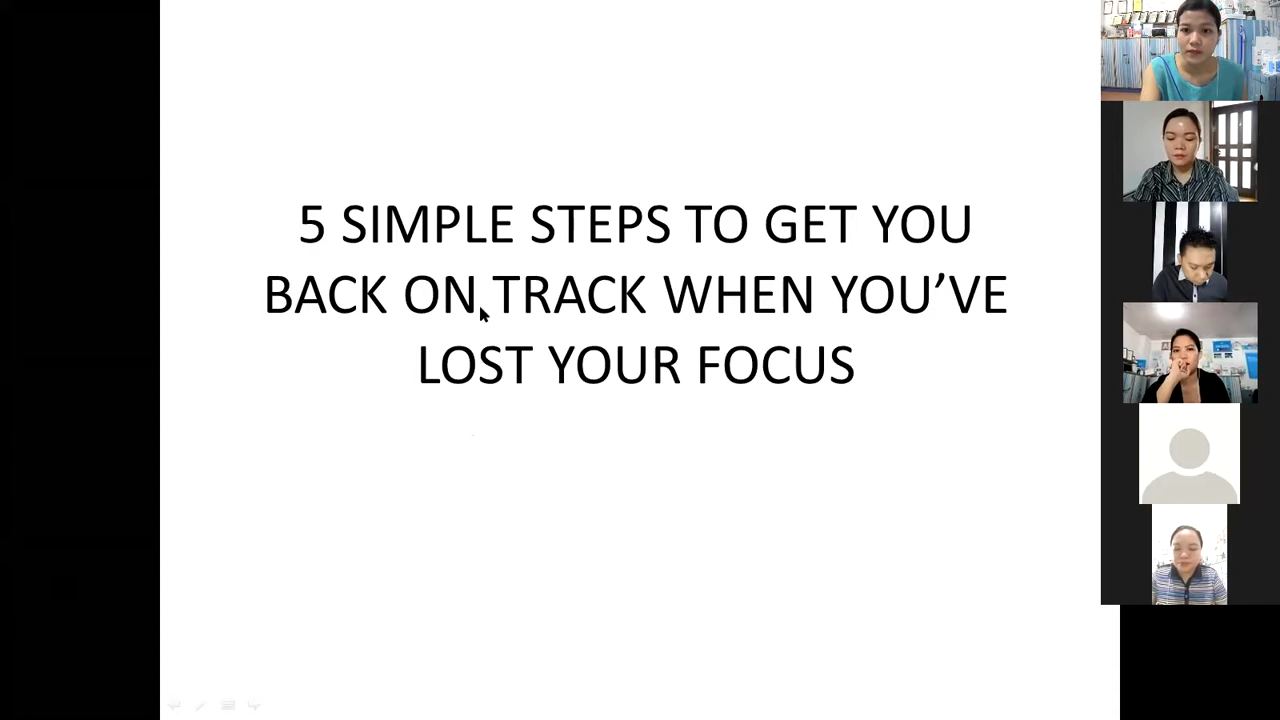 5 SIMPLE STEPS TO GET YOU
BACK ON TRACK WHEN YOU’VE
LOST YOUR FOCUS